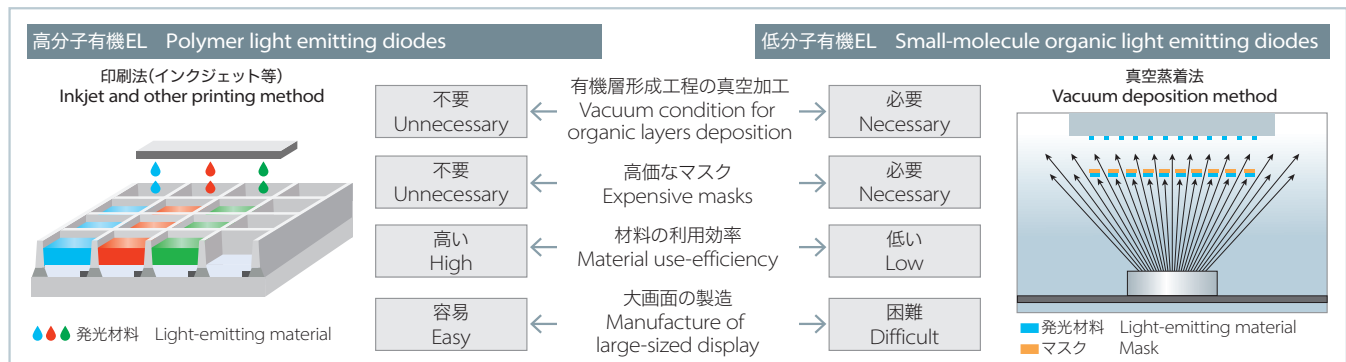 高分子有機EL Polymer light emitting diodes
低分子有機EL Small-molecule organic light emitting diodes
印刷法(インクジェット等)
Inkjet and other printing method
発光材料 Light-emitting material
不要
Unnecessary
有機層形成工程の真空加工
Vacuum condition for
organic layers deposition
必要
Necessary
不要
Unnecessary
高価なマスク
Expensive masks
必要
Necessary
高い
High
材料の利用効率
Material use-efficiency
低い
Low
容易
Easy
大画面の製造
Manufacture of
large-sized display
困難
Difficult
真空蒸着法
Vacuum deposition method
発光材料 Light-emitting material
マスク Mask